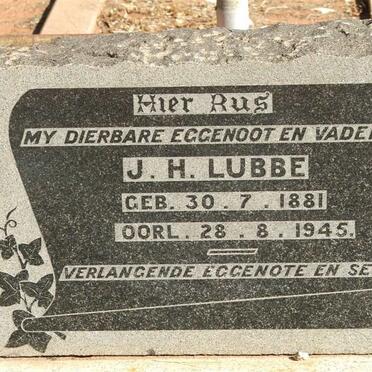 Hier Rus
MY DIERBARE EGGENOOT EN VADE
J. H. LUBBE
GEB. 30. 7. 1881
OORL. 28. 8. 1945.
VERLANGENDE EGGENOTE EN SE